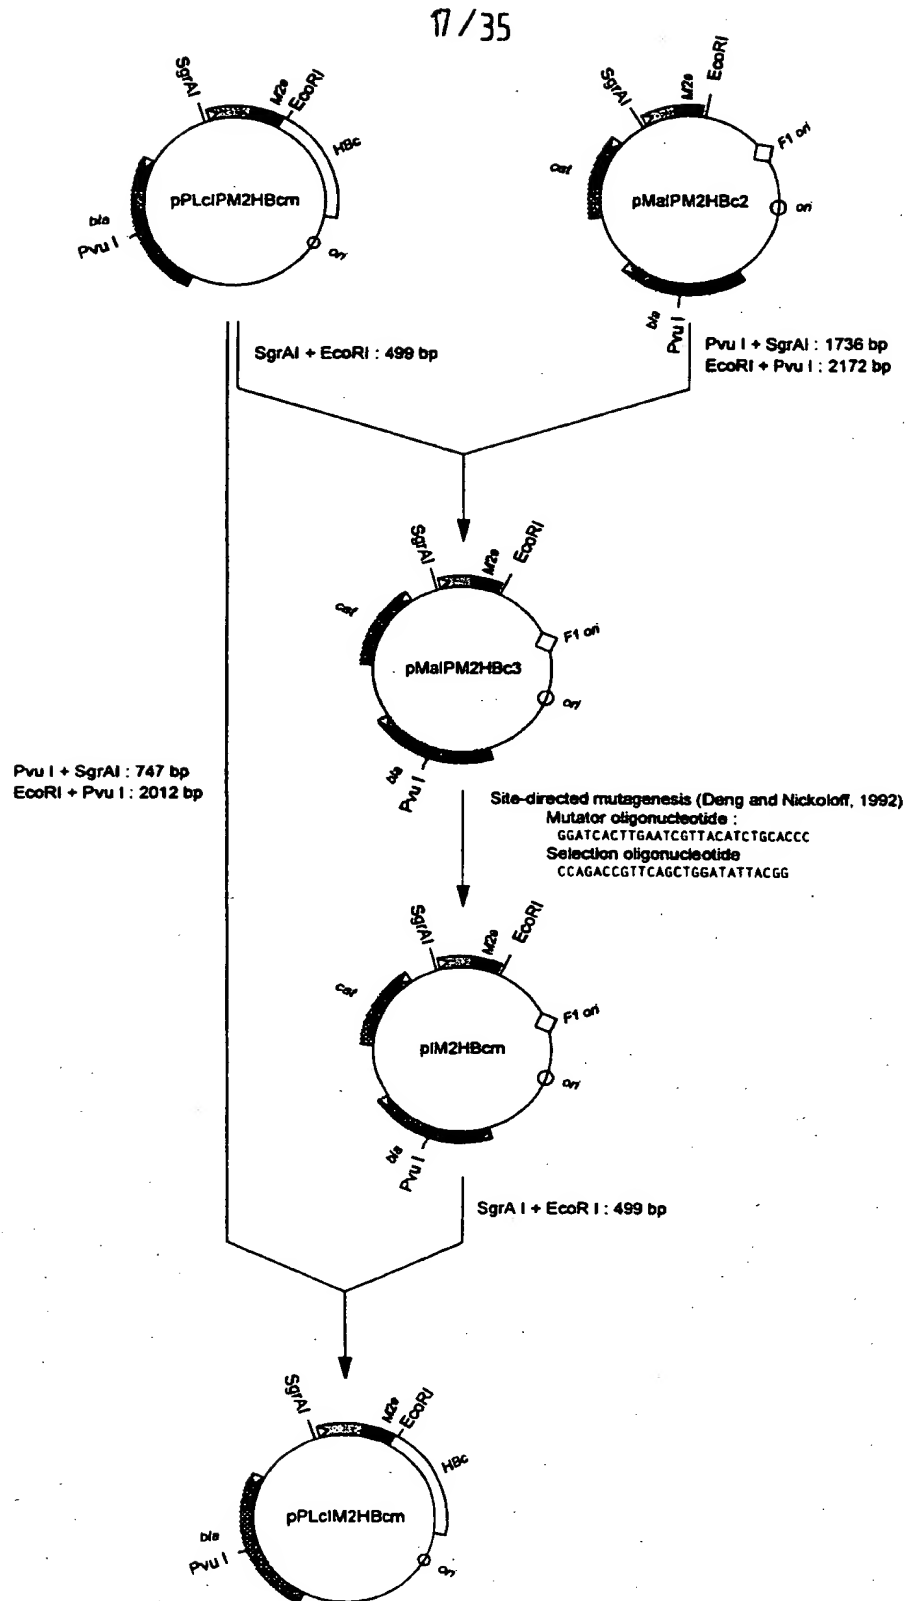 17/35
SgrAI
M2e
EcoRI
HBc
bla
Pvu I
pPLcIPM2HBcm
ori
SgrAI
M2e
EcoRI
F1 ori
cat
pMaIPM2HBc2
ori
bla
Pvu I
SgrAI + EcoRI : 499 bp
Pvu I + SgrAI : 1736 bp
EcoRI + Pvu I : 2172 bp
SgrAI
M2e
EcoRI
cat
F1 ori
pMaIPM2HBc3
ori
bla
Pvu I
Pvu I + SgrAI : 747 bp
EcoRI + Pvu I : 2012 bp
Site-directed mutagenesis (Deng and Nickoloff, 1992)
Mutator oligonucleotide :
GGATCACTTGAATCGTTACATCTGCACCC
Selection oligonucleotide
CCAGACCGTTCAGCTGGATATTACGG
SgrAI
M2e
EcoRI
cat
F1 ori
pIM2HBcm
ori
bla
Pvu I
SgrA I + EcoR I : 499 bp
SgrAI
M2e
EcoRI
HBc
bla
Pvu I
pPLcIM2HBcm
ori